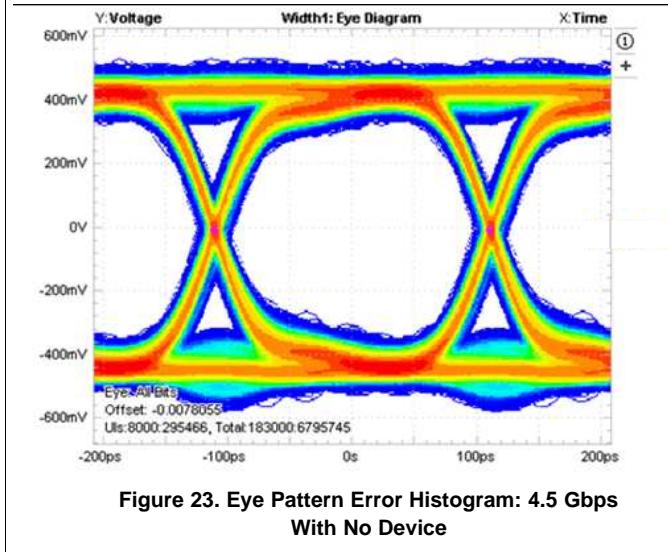 Y:Voltage Width1: Eye Diagram X:Time
600mV
400mV
200mV
0V
-200mV
-400mV
-600mV
①
+
Eye: All Bits
Offset: -0.0078055
UIs:8000:295466, Total:183000:6795745
-200ps -100ps 0s 100ps 200ps
Figure 23. Eye Pattern Error Histogram: 4.5 Gbps
With No Device